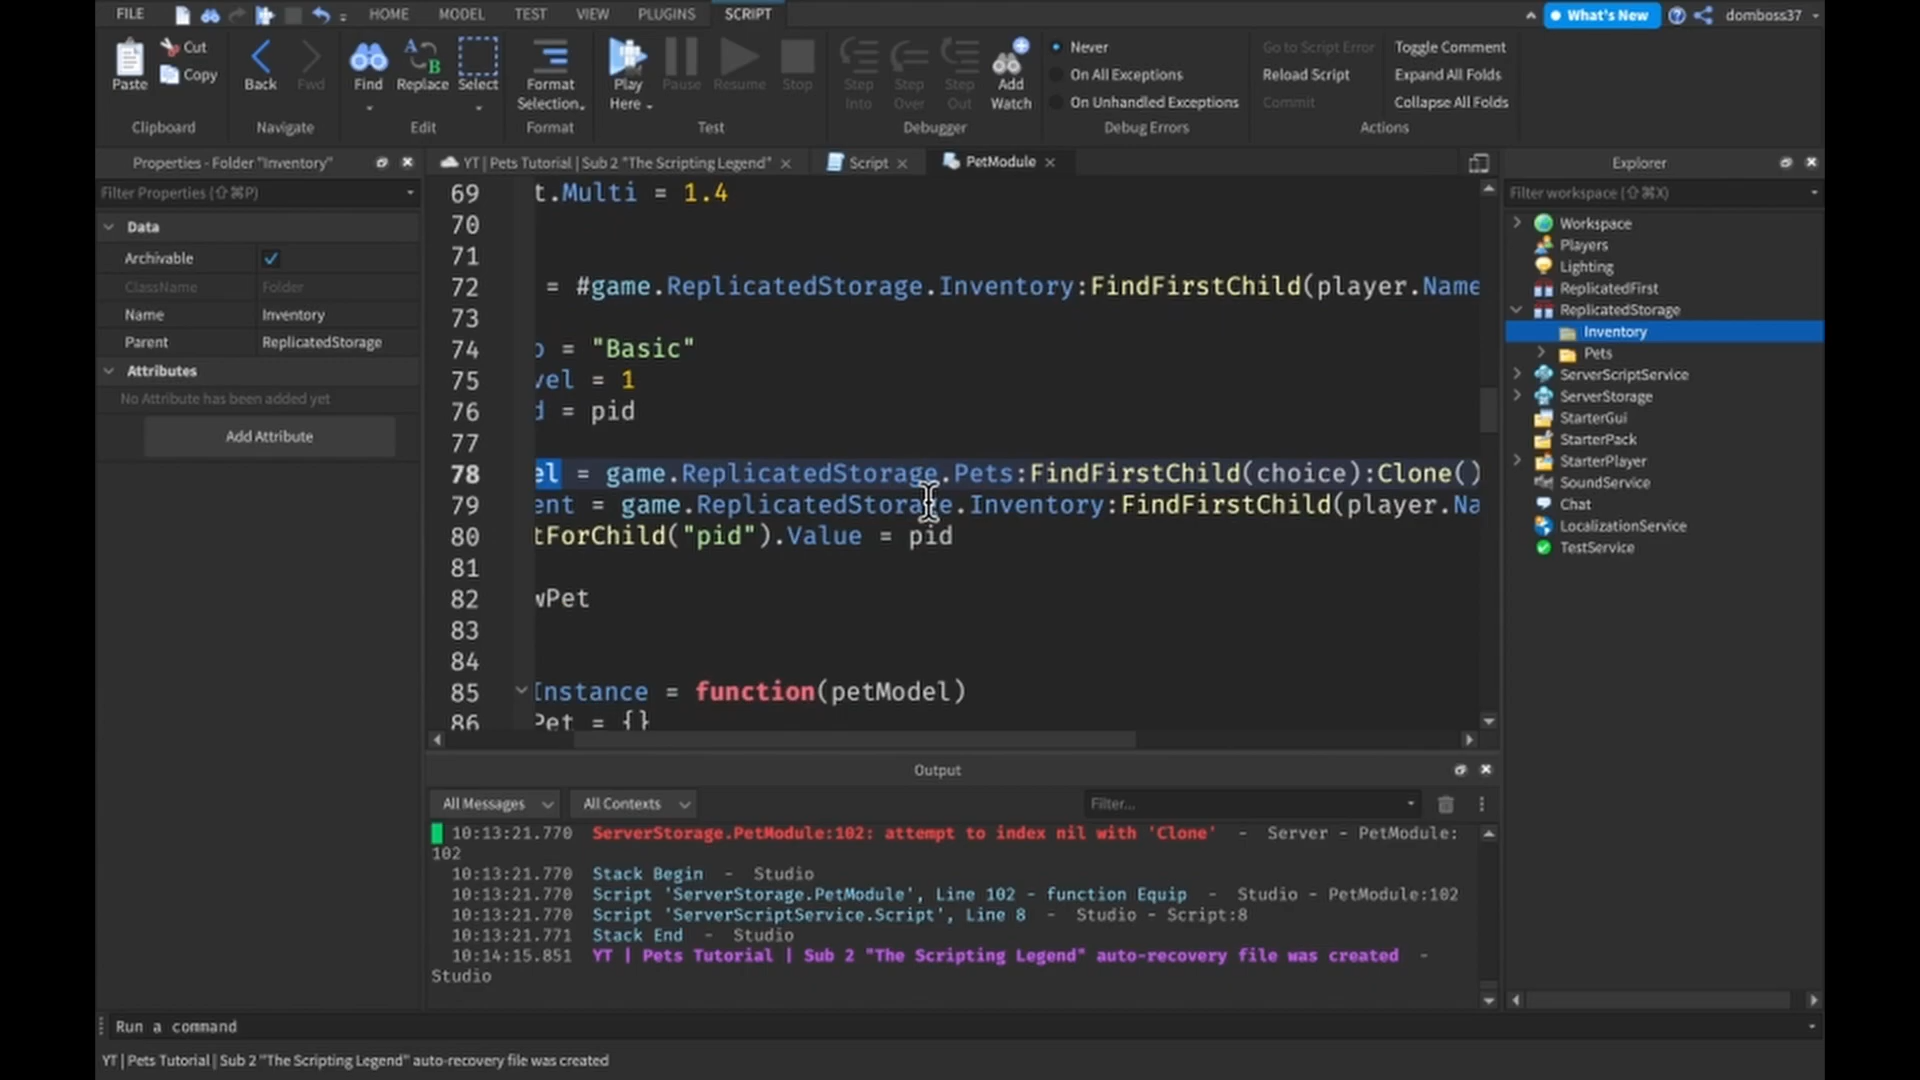 FILE
HOME
MODEL
TEST
VIEW
PLUGINS
SCRIPT
What's New
domboss37
Paste
Cut
Copy
Clipboard
Back
Fwd
Navigate
Find
Replace
Select
Edit
Format
Selection
Format
Play
Here
Pause
Resume
Stop
Test
Step
Into
Step
Over
Step
Out
Add
Watch
Debugger
Never
On All Exceptions
On Unhandled Exceptions
Debug Errors
Go to Script Error
Reload Script
Commit
Toggle Comment
Expand All Folds
Collapse All Folds
Actions
Properties - Folder "Inventory"
Filter Properties (⇧⌘P)
Data
Archivable
ClassName Folder
Name Inventory
Parent ReplicatedStorage
Attributes
No Attribute has been added yet
Add Attribute
YT | Pets Tutorial | Sub 2 "The Scripting Legend"
Script
PetModule
69 t.Multi = 1.4
70
71
72 = #game.ReplicatedStorage.Inventory:FindFirstChild(player.Name
73
74 o = "Basic"
75 vel = 1
76 d = pid
77
78 el = game.ReplicatedStorage.Pets:FindFirstChild(choice):Clone()
79 ent = game.ReplicatedStorage.Inventory:FindFirstChild(player.Na
80 tForChild("pid").Value = pid
81
82 wPet
83
84
85 Instance = function(petModel)
86 Pet = {}
Output
All Messages
All Contexts
Filter...
10:13:21.770 ServerStorage.PetModule:102: attempt to index nil with 'Clone' - Server - PetModule:
102
10:13:21.770 Stack Begin - Studio
10:13:21.770 Script 'ServerStorage.PetModule', Line 102 - function Equip - Studio - PetModule:102
10:13:21.770 Script 'ServerScriptService.Script', Line 8 - Studio - Script:8
10:13:21.771 Stack End - Studio
10:14:15.851 YT | Pets Tutorial | Sub 2 "The Scripting Legend" auto-recovery file was created -
Studio
Explorer
Filter workspace (⇧⌘X)
Workspace
Players
Lighting
ReplicatedFirst
ReplicatedStorage
Inventory
Pets
ServerScriptService
ServerStorage
StarterGui
StarterPack
StarterPlayer
SoundService
Chat
LocalizationService
TestService
Run a command
YT | Pets Tutorial | Sub 2 "The Scripting Legend" auto-recovery file was created